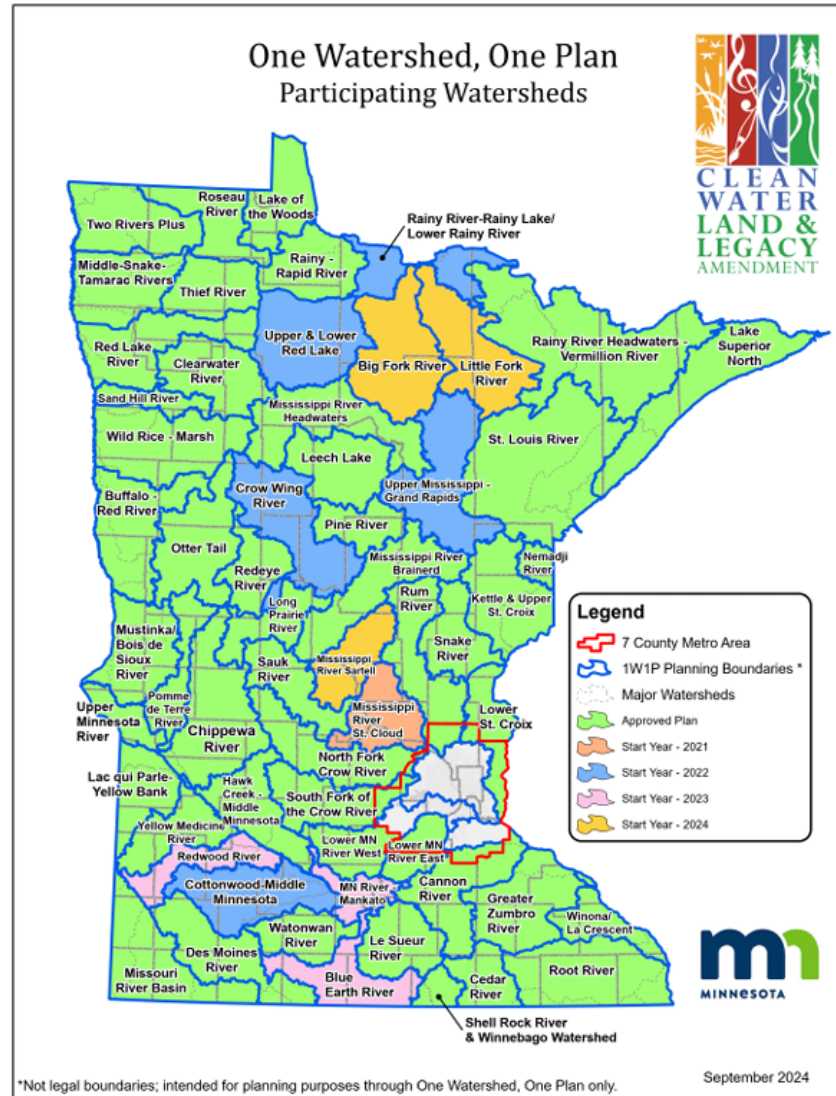 One Watershed, One Plan
Participating Watersheds
CLEAN
WATER
LAND &
LEGACY
AMENDMENT
Roseau
River
Lake of
the Woods
Two Rivers Plus
Rainy River-Rainy Lake/
Lower Rainy River
Rainy -
Rapid River
Middle-Snake-
Tamarac Rivers
Thief River
Upper & Lower
Red Lake
Big Fork River
Little Fork
River
Rainy River Headwaters -
Vermillion River
Lake
Superior
North
Red Lake
River
Clearwater
River
Sand Hill River
Mississippi River
Headwaters
Wild Rice - Marsh
St. Louis River
Leech Lake
Upper Mississippi -
Grand Rapids
Crow Wing
River
Buffalo -
Red River
Pine River
Otter Tail
Redeye
River
Mississippi River
Brainerd
Nemadji
River
Long
Prairie
River
Rum
River
Kettle & Upper
St. Croix
Mustinka/
Bois de
Sioux
River
Snake
River
Sauk
River
Mississippi
River Sartell
Pomme
de Terre
River
Upper
Minnesota
River
Mississippi
River
St. Cloud
Lower
St. Croix
Chippewa
River
North Fork
Crow River
Lac qui Parle-
Yellow Bank
Hawk
Creek -
Middle
Minnesota
South Fork of
the Crow River
Yellow Medicine
River
Lower MN
River West
Lower MN
River East
Redwood River
Cottonwood-Middle
Minnesota
MN River -
Mankato
Cannon
River
Greater
Zumbro
River
Winona/
La Crescent
Watonwan
River
Le Sueur
River
Des Moines
River
Missouri
River Basin
Blue
Earth River
Cedar
River
Root River
Shell Rock River
& Winnebago Watershed
Legend
7 County Metro Area
1W1P Planning Boundaries *
Major Watersheds
Approved Plan
Start Year - 2021
Start Year - 2022
Start Year - 2023
Start Year - 2024
mn
MINNESOTA
September 2024
*Not legal boundaries; intended for planning purposes through One Watershed, One Plan only.